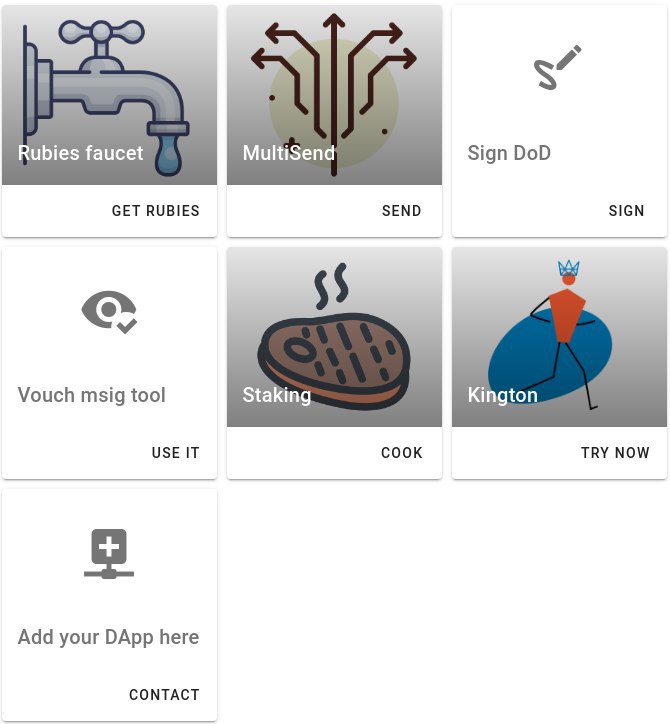 Rubies faucet
GET RUBIES
MultiSend
SEND
Sign DoD
SIGN
Vouch msig tool
USE IT
Staking
COOK
Kington
TRY NOW
Add your DApp here
CONTACT